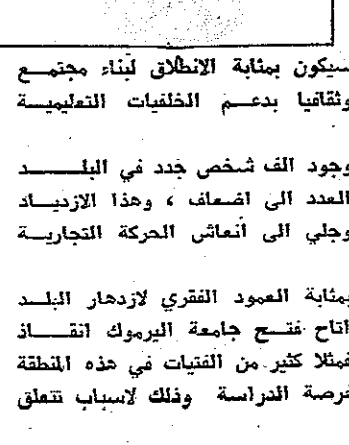 سيكون بمثابة الانطلاق لبناء مجتمع
وثقافيا بدعم الخلفيات التعليمية
وجود الف شخص جدد في البلد
العدد الى اضعاف ، وهذا الازدياد
وجلي الى أنعاش الحركة التجارية
بمثابة العمود الفقري لازدهار البلد
اتاح فتح جامعة اليرموك انقاذ
فمثلا كثير من الفتيات في هذه المنطقة
فرصة الدراسة وذلك لاسباب تتعلق